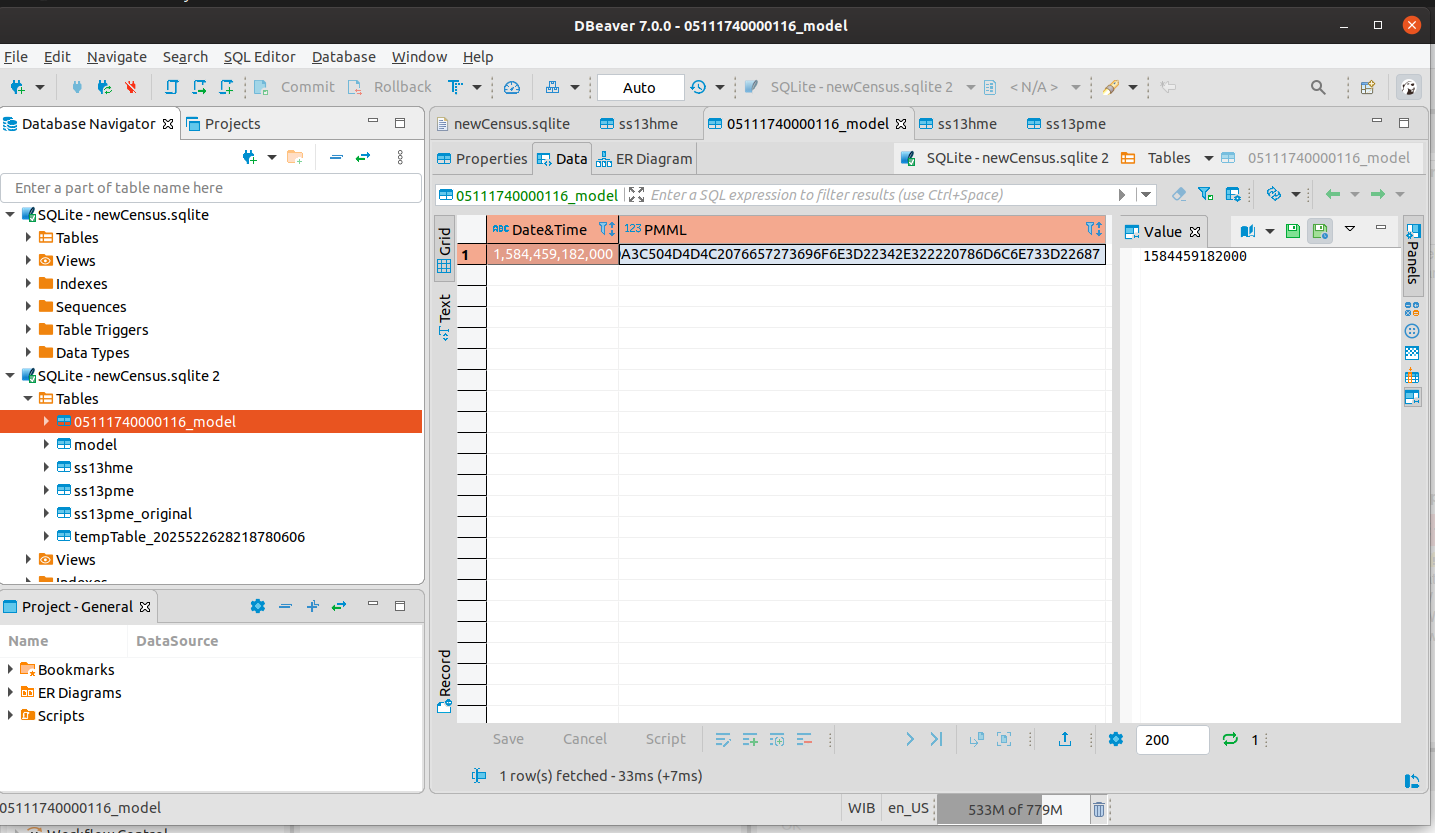 DBeaver 7.0.0 - 05111740000116_model
File Edit Navigate Search SQL Editor Database Window Help
Commit Rollback Auto SQLite - newCensus.sqlite 2 < N/A >
Database Navigator Projects
Enter a part of table name here
SQLite - newCensus.sqlite
Tables
Views
Indexes
Sequences
Table Triggers
Data Types
SQLite - newCensus.sqlite 2
Tables
05111740000116_model
model
ss13hme
ss13pme
ss13pme_original
tempTable_2025522628218780606
Views
Indexes
Project - General
Name DataSource
Bookmarks
ER Diagrams
Scripts
newCensus.sqlite ss13hme 05111740000116_model ss13hme ss13pme
Properties Data ER Diagram SQLite - newCensus.sqlite 2 Tables 05111740000116_model
05111740000116_model Enter a SQL expression to filter results (use Ctrl+Space)
Grid
Text
Record
ABC Date&Time 123 PMML
1 1,584,459,182,000 A3C504D4D4C2076657273696F6E3D22342E322220786D6C6E733D22687
Value
1584459182000
Panels
Save Cancel Script 200 1
1 row(s) fetched - 33ms (+7ms)
05111740000116_model WIB en_US 533M of 779M
Workflow Control